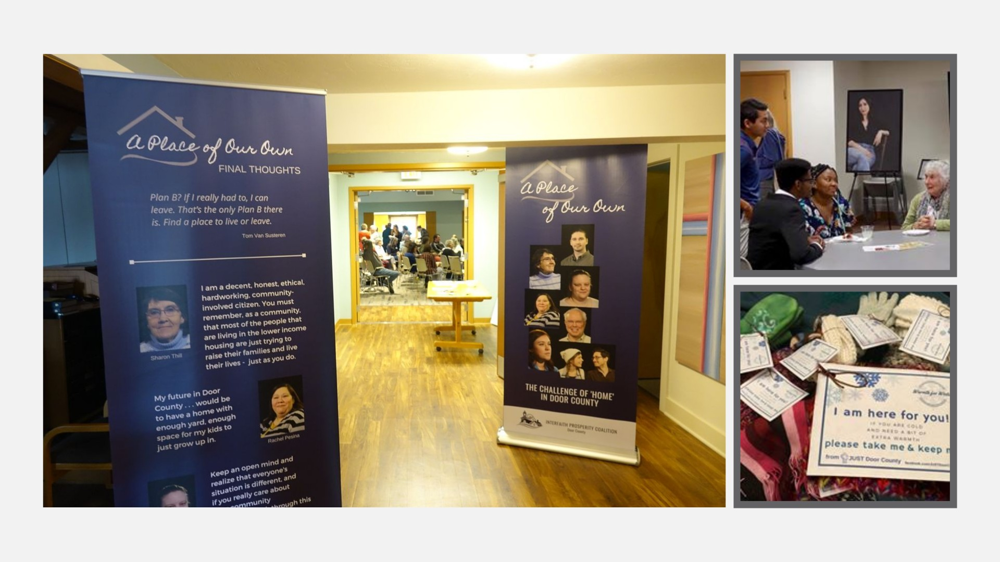 A Place of Our Own
FINAL THOUGHTS
Plan B? If I really had to, I can
leave. That's the only Plan B there
is. Find a place to live or leave.
Tom Van Susteren
I am a decent, honest, ethical,
hardworking, community-
involved citizen. You must
remember, as a community,
that most of the people that
are living in the lower income
housing are just trying to
raise their families and live
their lives - just as you do.
Sharon Thill
My future in Door
County . . . would be
to have a home with
enough yard, enough
space for my kids to
just grow up in.
Rachel Pesina
Keep an open mind and
realize that everyone's
situation is different, and
if you really care about
community
through this
A Place
of Our Own
THE CHALLENGE OF 'HOME'
IN DOOR COUNTY
INTERFAITH PROSPERITY COALITION
Door County
I am here for you!
IF YOU ARE COLD
AND NEED A BIT OF
EXTRA WARMTH
please take me & keep
from JUST Door County